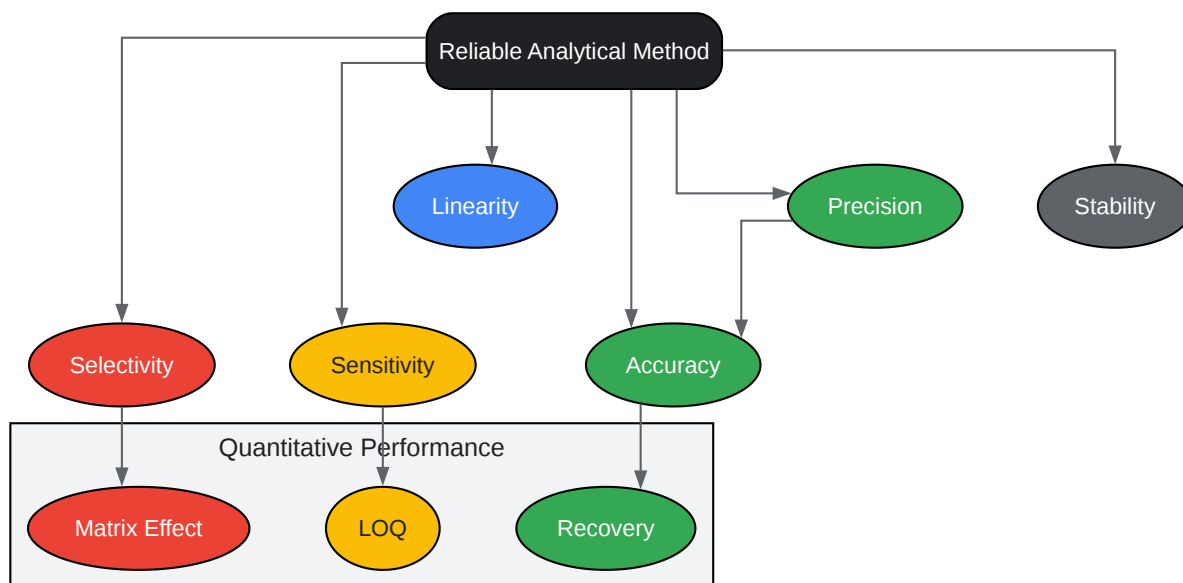 Reliable Analytical Method
Linearity
Precision
Stability
Selectivity
Sensitivity
Accuracy
Quantitative Performance
Matrix Effect
LOQ
Recovery